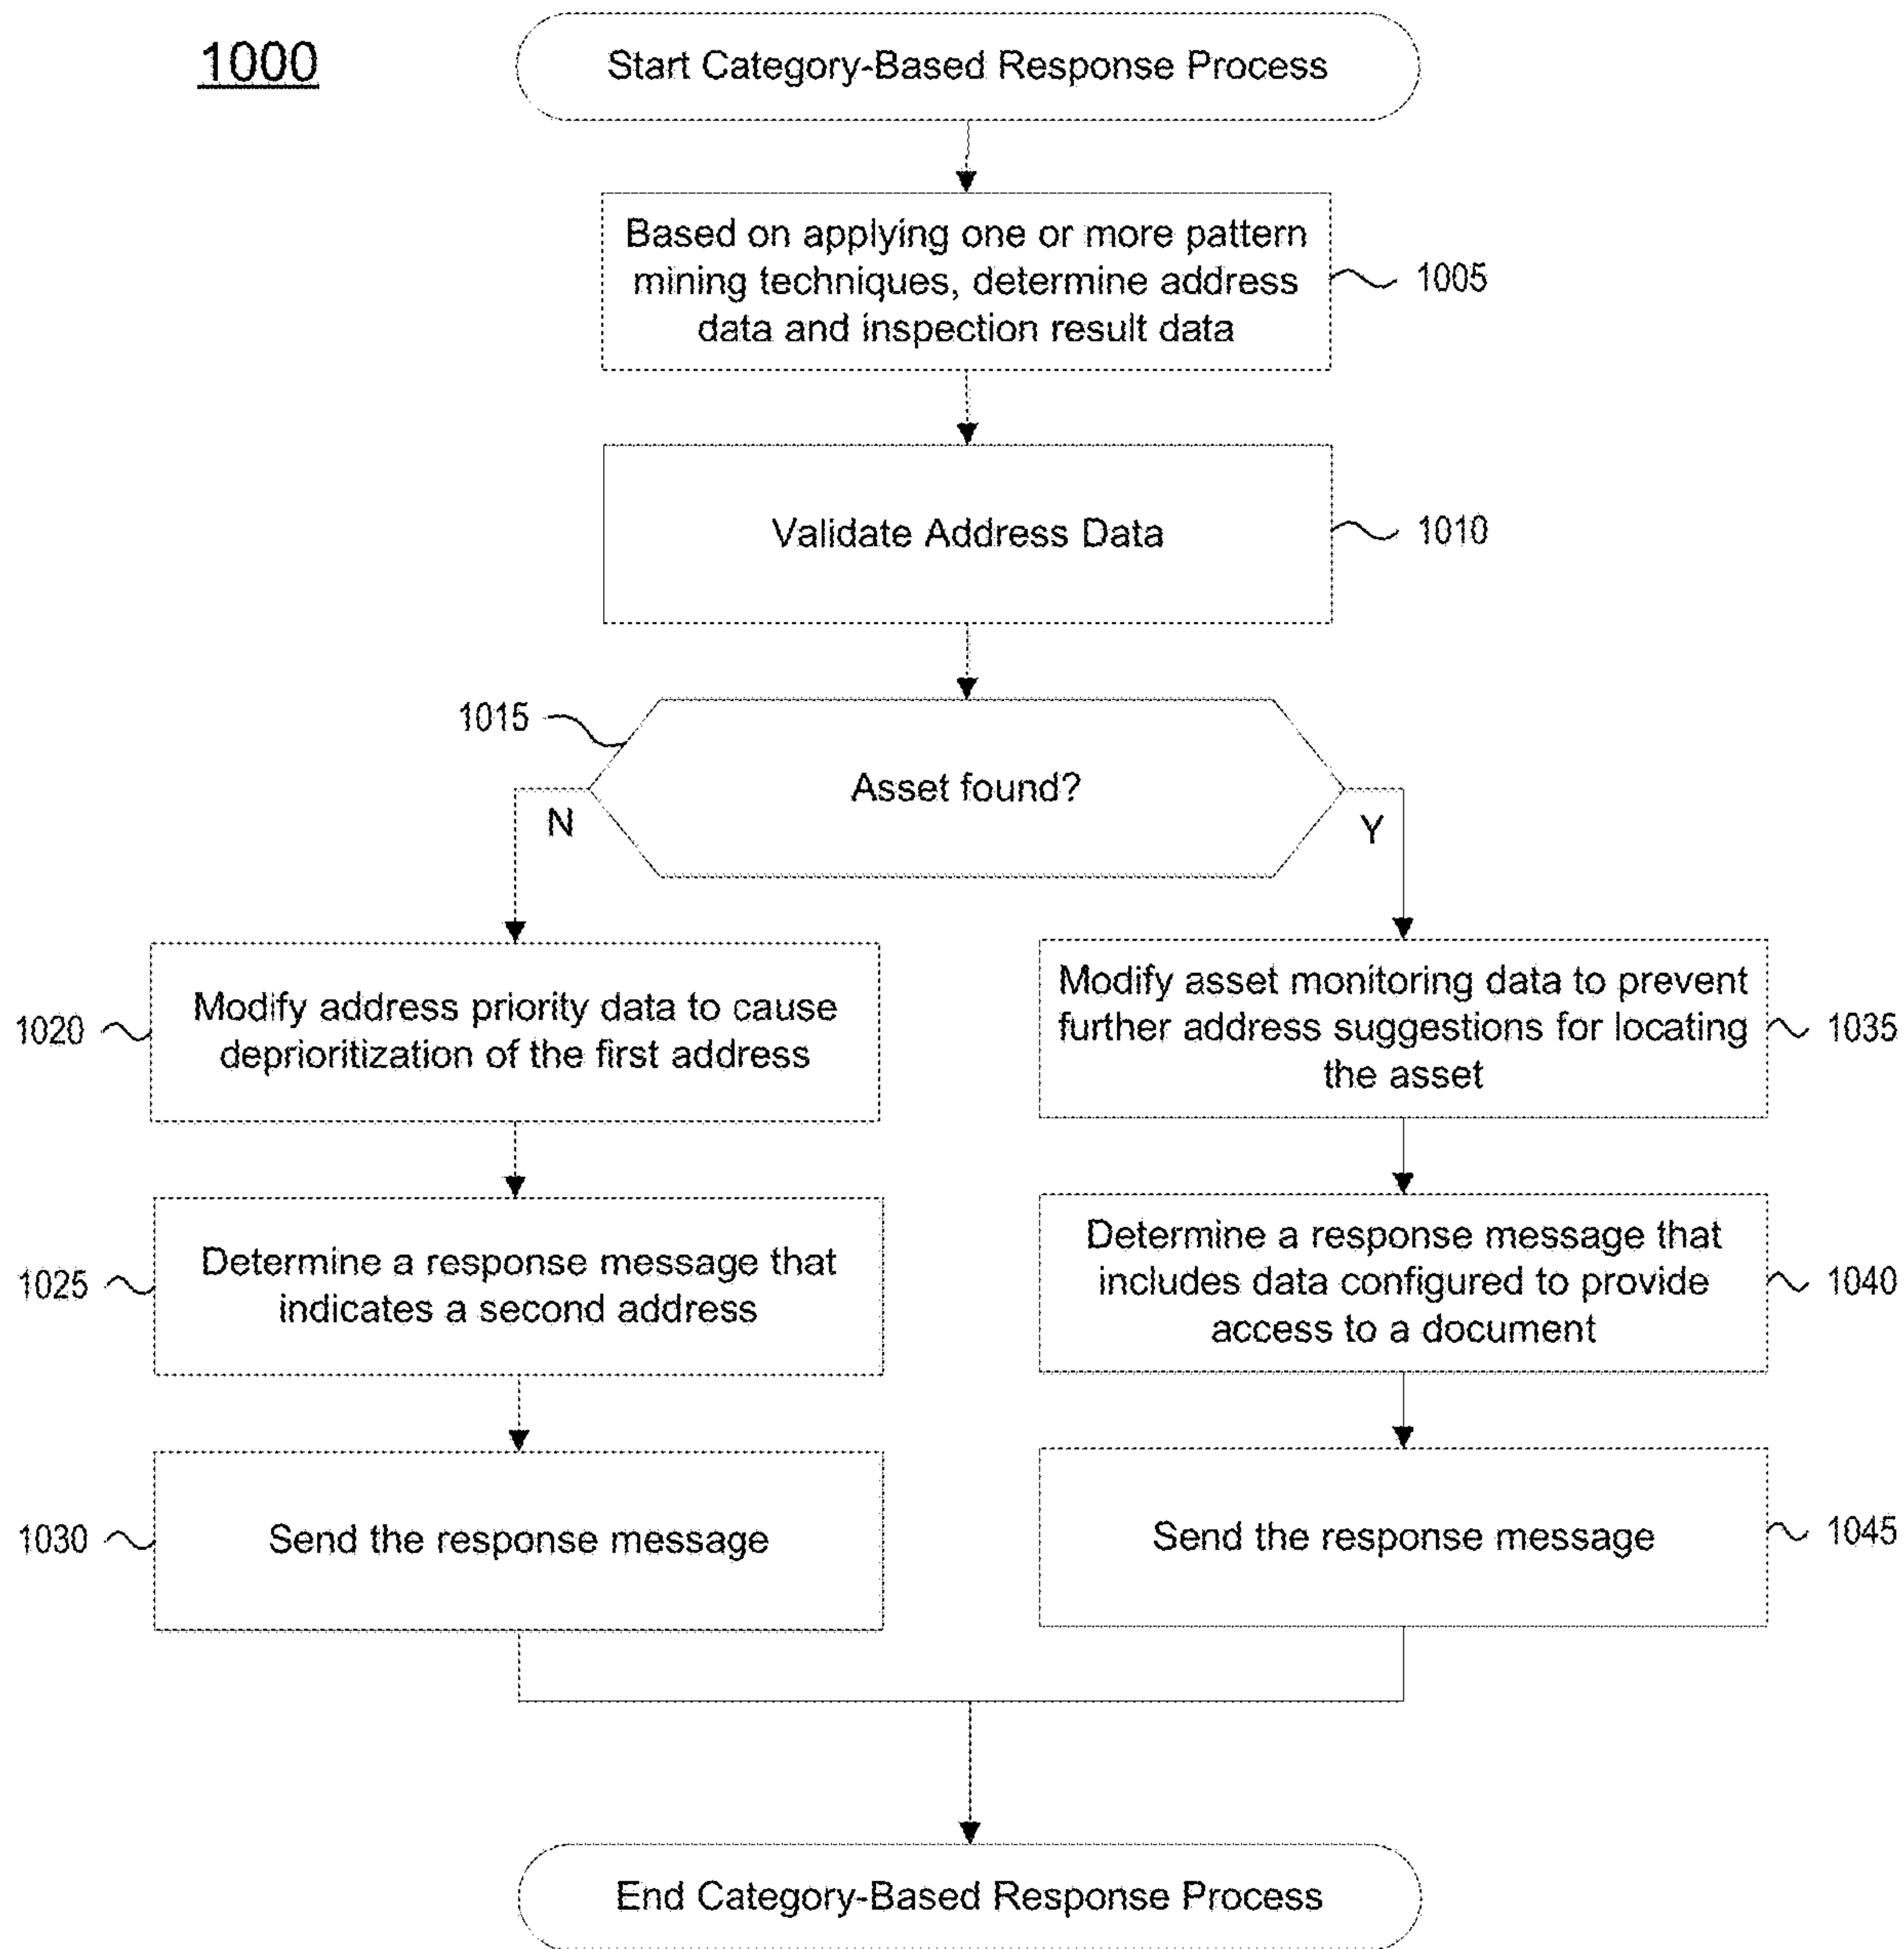 1000
Start Category-Based Response Process
Based on applying one or more pattern
mining techniques, determine address
data and inspection result data
1005
Validate Address Data
1010
1015
Asset found?
N
Y
Modify address priority data to cause
deprioritization of the first address
1020
Modify asset monitoring data to prevent
further address suggestions for locating
the asset
1035
Determine a response message that
indicates a second address
1025
Determine a response message that
includes data configured to provide
access to a document
1040
Send the response message
1030
Send the response message
1045
End Category-Based Response Process